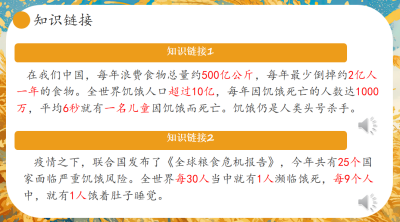 知识链接
知识链接1
在我们中国，每年浪费食物总量约500亿公斤，每年最少倒掉约2亿人
一年的食物。全世界饥饿人口超过10亿，每年因饥饿死亡的人数达1000
万，平均6秒就有一名儿童因饥饿而死亡。饥饿仍是人类头号杀手。
知识链接2
疫情之下，联合国发布了《全球粮食危机报告》，今年共有25个国
家面临严重饥饿风险。全世界每30人当中就有1人濒临饿死，每9个人
中，就有1人饿着肚子睡觉。